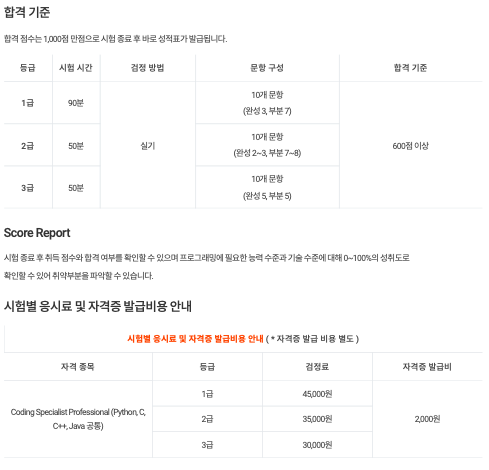 합격 기준
합격 점수는 1,000점 만점으로 시험 종료 후 바로 성적표가 발급됩니다.
등급 시험 시간 검정 방법 문항 구성 합격 기준
1급 90분 실기 10개 문항 (완성 3, 부분 7) 600점 이상
2급 50분 10개 문항 (완성 2~3, 부분 7~8)
3급 50분 10개 문항 (완성 5, 부분 5)
Score Report
시험 종료 후 취득 점수와 합격 여부를 확인할 수 있으며 프로그래밍에 필요한 능력 수준과 기술 수준에 대해 0~100%의 성취도로
확인할 수 있어 취약부분을 파악할 수 있습니다.
시험별 응시료 및 자격증 발급비용 안내
시험별 응시료 및 자격증 발급비용 안내 ( * 자격증 발급 비용 별도 )
자격 종목 등급 검정료 자격증 발급비
Coding Specialist Professional (Python, C,
C++, Java 공통)
1급 45,000원
2급 35,000원 2,000원
3급 30,000원